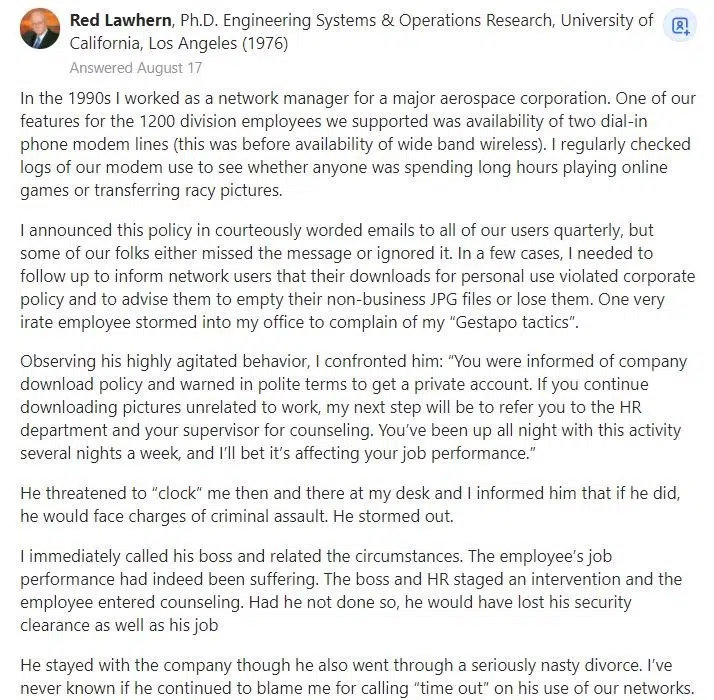 Red Lawhern, Ph.D. Engineering Systems & Operations Research, University of
California, Los Angeles (1976)
Answered August 17
In the 1990s I worked as a network manager for a major aerospace corporation. One of our
features for the 1200 division employees we supported was availability of two dial-in
phone modem lines (this was before availability of wide band wireless). I regularly checked
logs of our modem use to see whether anyone was spending long hours playing online
games or transferring racy pictures.
I announced this policy in courteously worded emails to all of our users quarterly, but
some of our folks either missed the message or ignored it. In a few cases, I needed to
follow up to inform network users that their downloads for personal use violated corporate
policy and to advise them to empty their non-business JPG files or lose them. One very
irate employee stormed into my office to complain of my “Gestapo tactics”.
Observing his highly agitated behavior, I confronted him: “You were informed of company
download policy and warned in polite terms to get a private account. If you continue
downloading pictures unrelated to work, my next step will be to refer you to the HR
department and your supervisor for counseling. You’ve been up all night with this activity
several nights a week, and I’ll bet it’s affecting your job performance.”
He threatened to “clock” me then and there at my desk and I informed him that if he did,
he would face charges of criminal assault. He stormed out.
I immediately called his boss and related the circumstances. The employee’s job
performance had indeed been suffering. The boss and HR staged an intervention and the
employee entered counseling. Had he not done so, he would have lost his security
clearance as well as his job
He stayed with the company though he also went through a seriously nasty divorce. I’ve
never known if he continued to blame me for calling “time out” on his use of our networks.